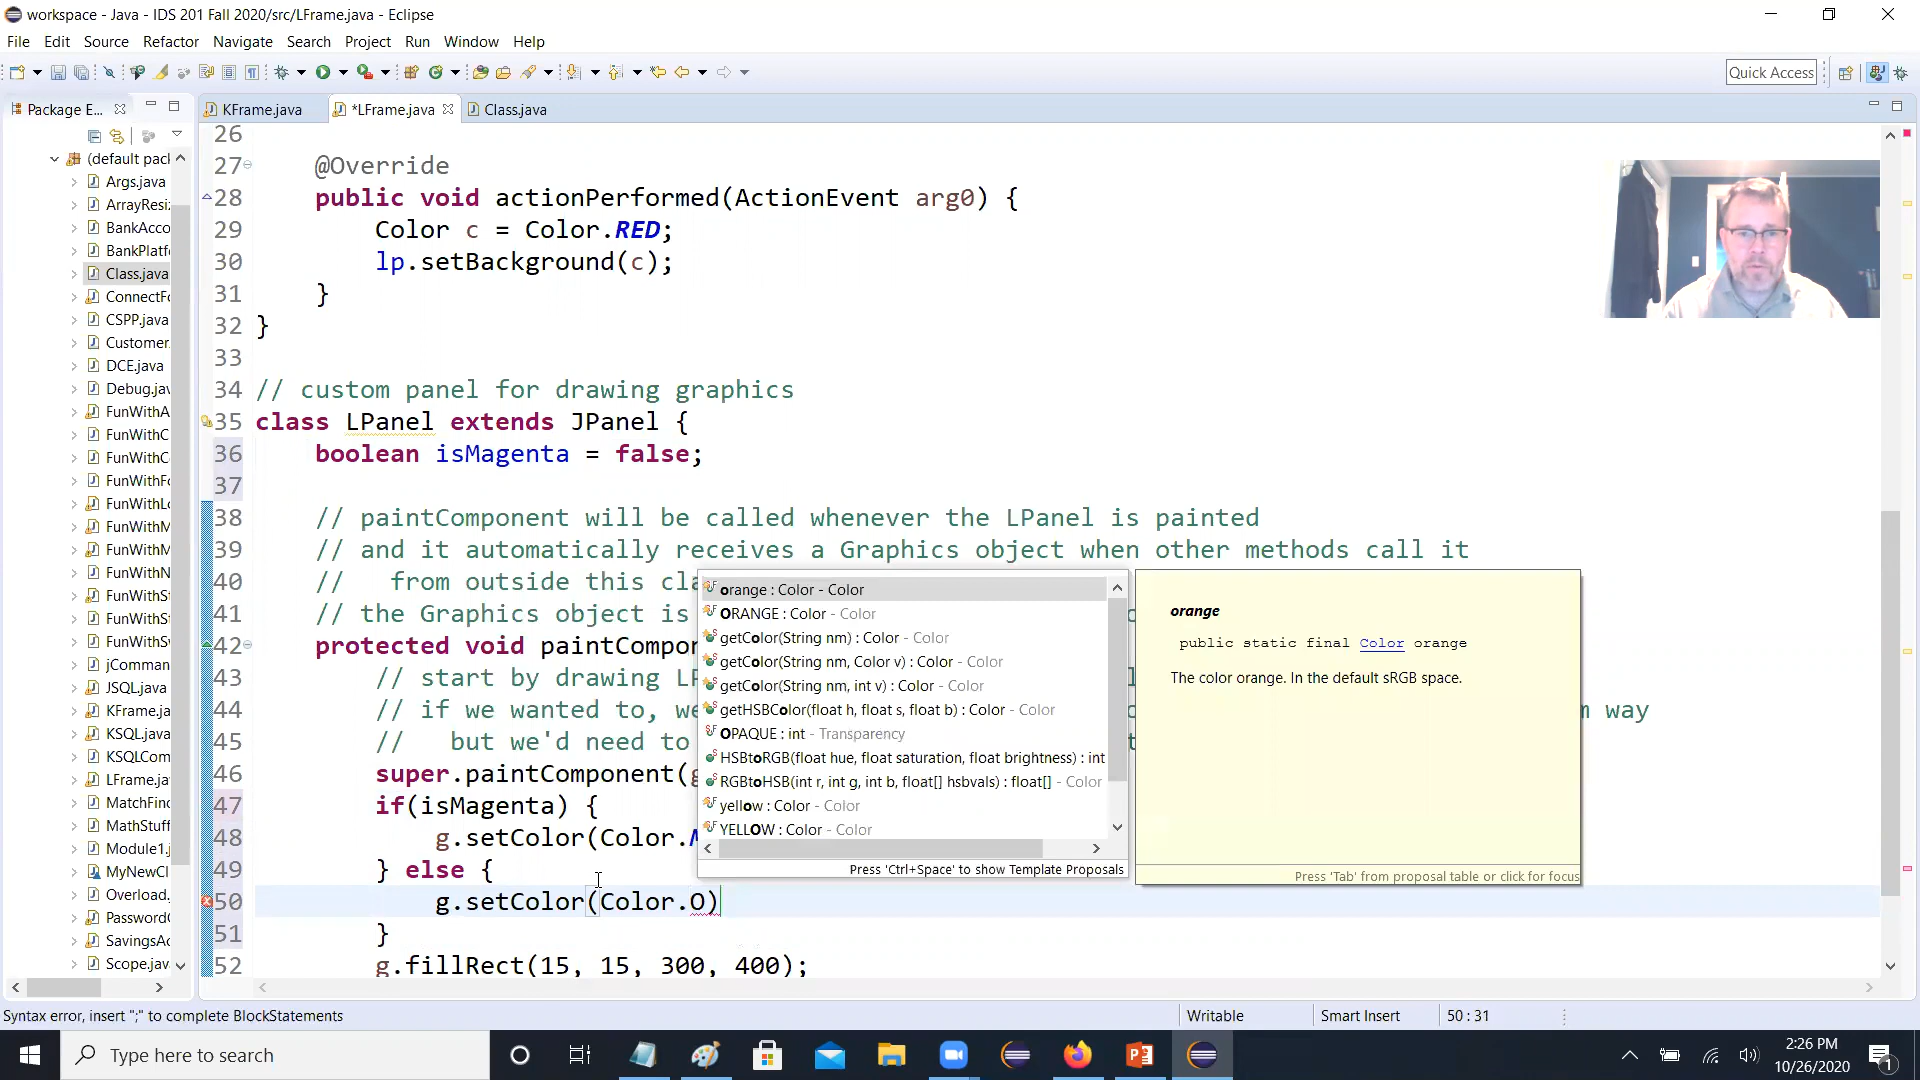 workspace - Java - IDS 201 Fall 2020/src/LFrame.java - Eclipse
File Edit Search Source Refactor Navigate Search Project Run Window Help
Quick Access
Package E...
KFrame.java
*LFrame.java
Class.java
(default pack
Args.java
ArrayResi
BankAcco
BankPlatf
Class.java
ConnectFo
CSPP.java
Customer.
DCE.java
Debug.jav
FunWithA
FunWithC
FunWithC
FunWithF
FunWithL
FunWithM
FunWithM
FunWithN
FunWithSt
FunWithSt
FunWithSv
jComman
JSQL.java
KFrame.ja
KSQL.java
KSQLCom
LFrame.ja
MatchFind
MathStuff
Module1.j
MyNewCl
Overload.
PasswordC
SavingsAc
Scope.jav
26
27 @Override
28 public void actionPerformed(ActionEvent arg0) {
29 Color c = Color.RED;
30 lp.setBackground(c);
31 }
32 }
33
34 // custom panel for drawing graphics
35 class LPanel extends JPanel {
36 boolean isMagenta = false;
37
38 // paintComponent will be called whenever the LPanel is painted
39 // and it automatically receives a Graphics object when other methods call it
40 // from outside this cla
41 // the Graphics object is
42 protected void paintCompon
43 // start by drawing LP
44 // if we wanted to, we way
45 // but we'd need to
46 super.paintComponent(g
47 if(isMagenta) {
48 g.setColor(Color.M
49 } else {
50 g.setColor(Color.O)
51 }
52 g.fillRect(15, 15, 300, 400);
orange : Color - Color
ORANGE : Color - Color
getColor(String nm) : Color - Color
getColor(String nm, Color v) : Color - Color
getColor(String nm, int v) : Color - Color
getHSBColor(float h, float s, float b) : Color - Color
OPAQUE : int - Transparency
HSBtoRGB(float hue, float saturation, float brightness) : int
RGBtoHSB(int r, int g, int b, float[] hsbvals) : float[] - Color
yellow : Color - Color
YELLOW : Color - Color
Press 'Ctrl+Space' to show Template Proposals
orange
public static final Color orange
The color orange. In the default sRGB space.
Press 'Tab' from proposal table or click for focus
Syntax error, insert ";" to complete BlockStatements
Writable
Smart Insert
50 : 31
Type here to search
2:26 PM
10/26/2020
1